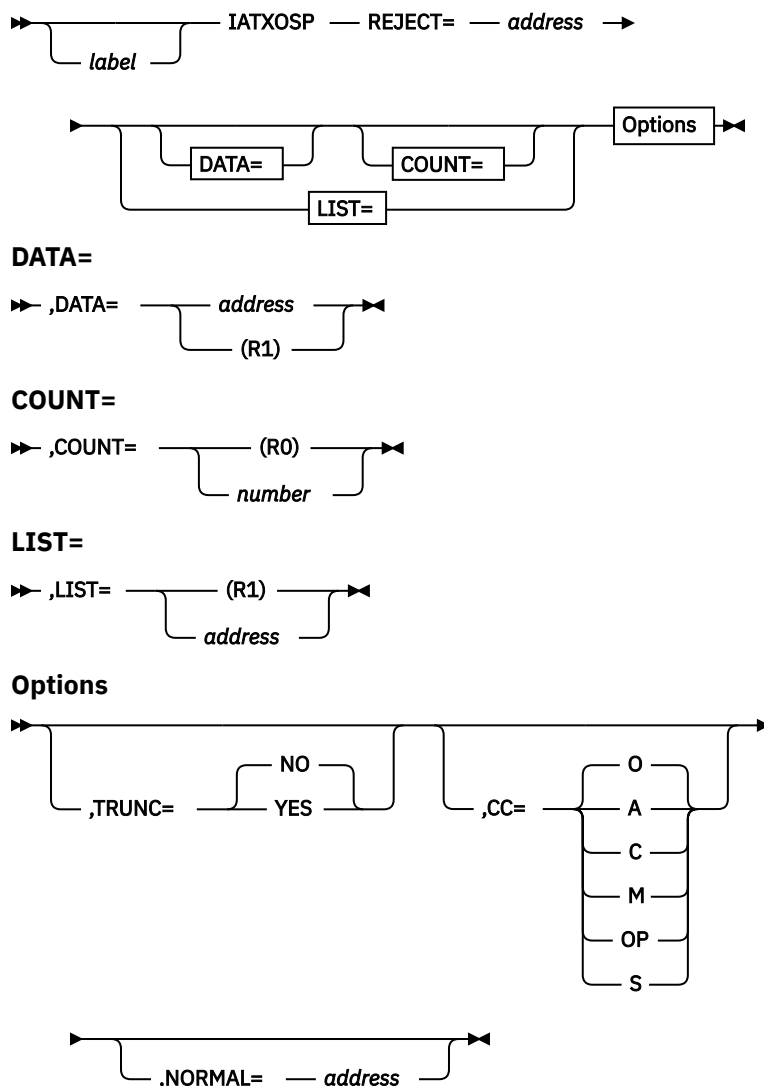 IATXOSP REJECT= address
label
Options
DATA= COUNT=
LIST=
DATA=
,DATA= address
(R1)
COUNT=
,COUNT= (R0)
number
LIST=
,LIST= (R1)
address
Options
NO O
,TRUNC= YES ,CC= A
C
M
OP
S
,NORMAL= address